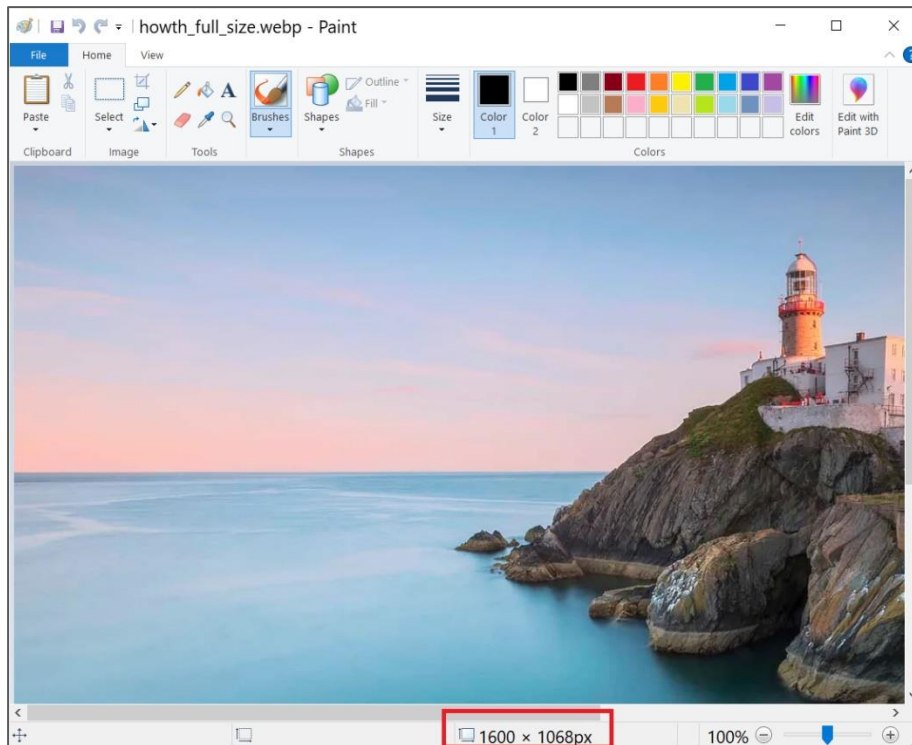 howth_full_size.webp - Paint
File Home View
Paste
Select
A
Brushes
Shapes
Outline
Fill
Size
Color 1
Color 2
Edit colors
Edit with Paint 3D
Clipboard Image Tools Shapes Colors
1600 × 1068px 100%